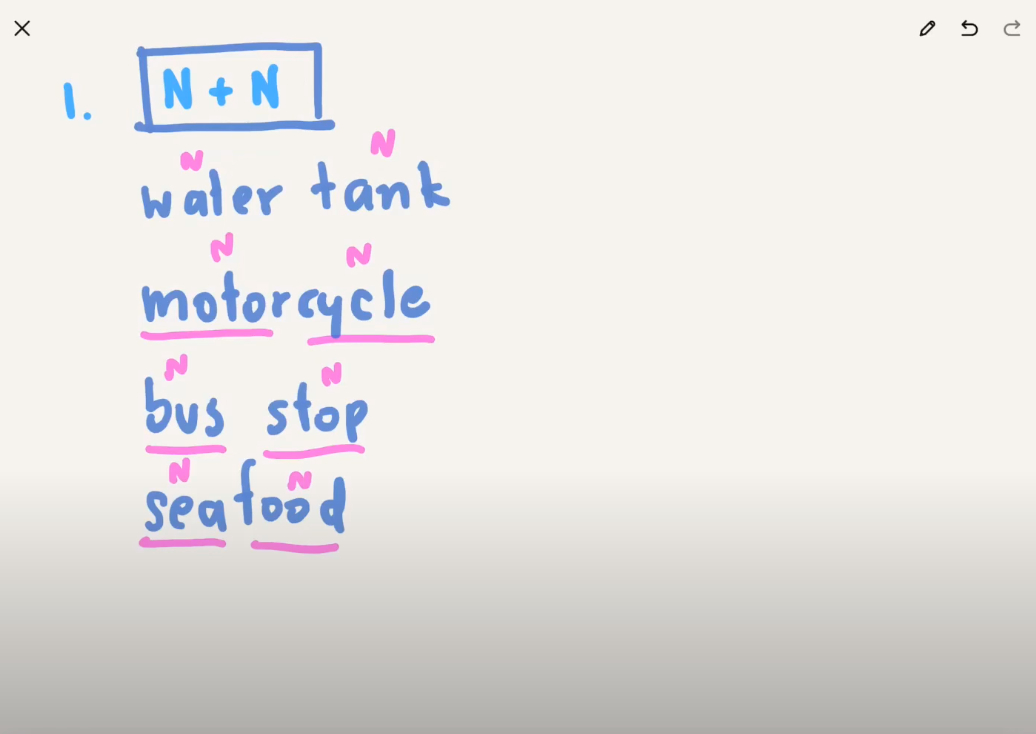 1. N + N
N N
water tank
N N
motorcycle
N N
bus stop
N N
seafood